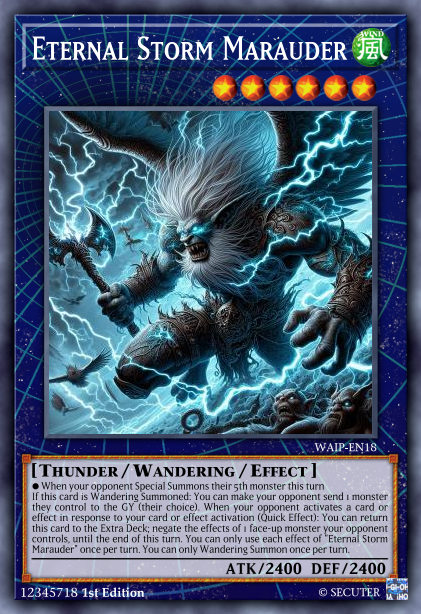 Eternal Storm Marauder
WIND
風
WAIP-EN18
[Thunder / Wandering / Effect]
● When your opponent Special Summons their 5th monster this turn
If this card is Wandering Summoned: You can make your opponent send 1 monster
they control to the GY (their choice). When your opponent activates a card or
effect in response to your card or effect activation (Quick Effect): You can return
this card to the Extra Deck; negate the effects of 1 face-up monster your opponent
controls, until the end of this turn. You can only use each effect of "Eternal Storm
Marauder" once per turn. You can only Wandering Summon once per turn.
ATK/2400 DEF/2400
12345718 1st Edition
© SECUTER